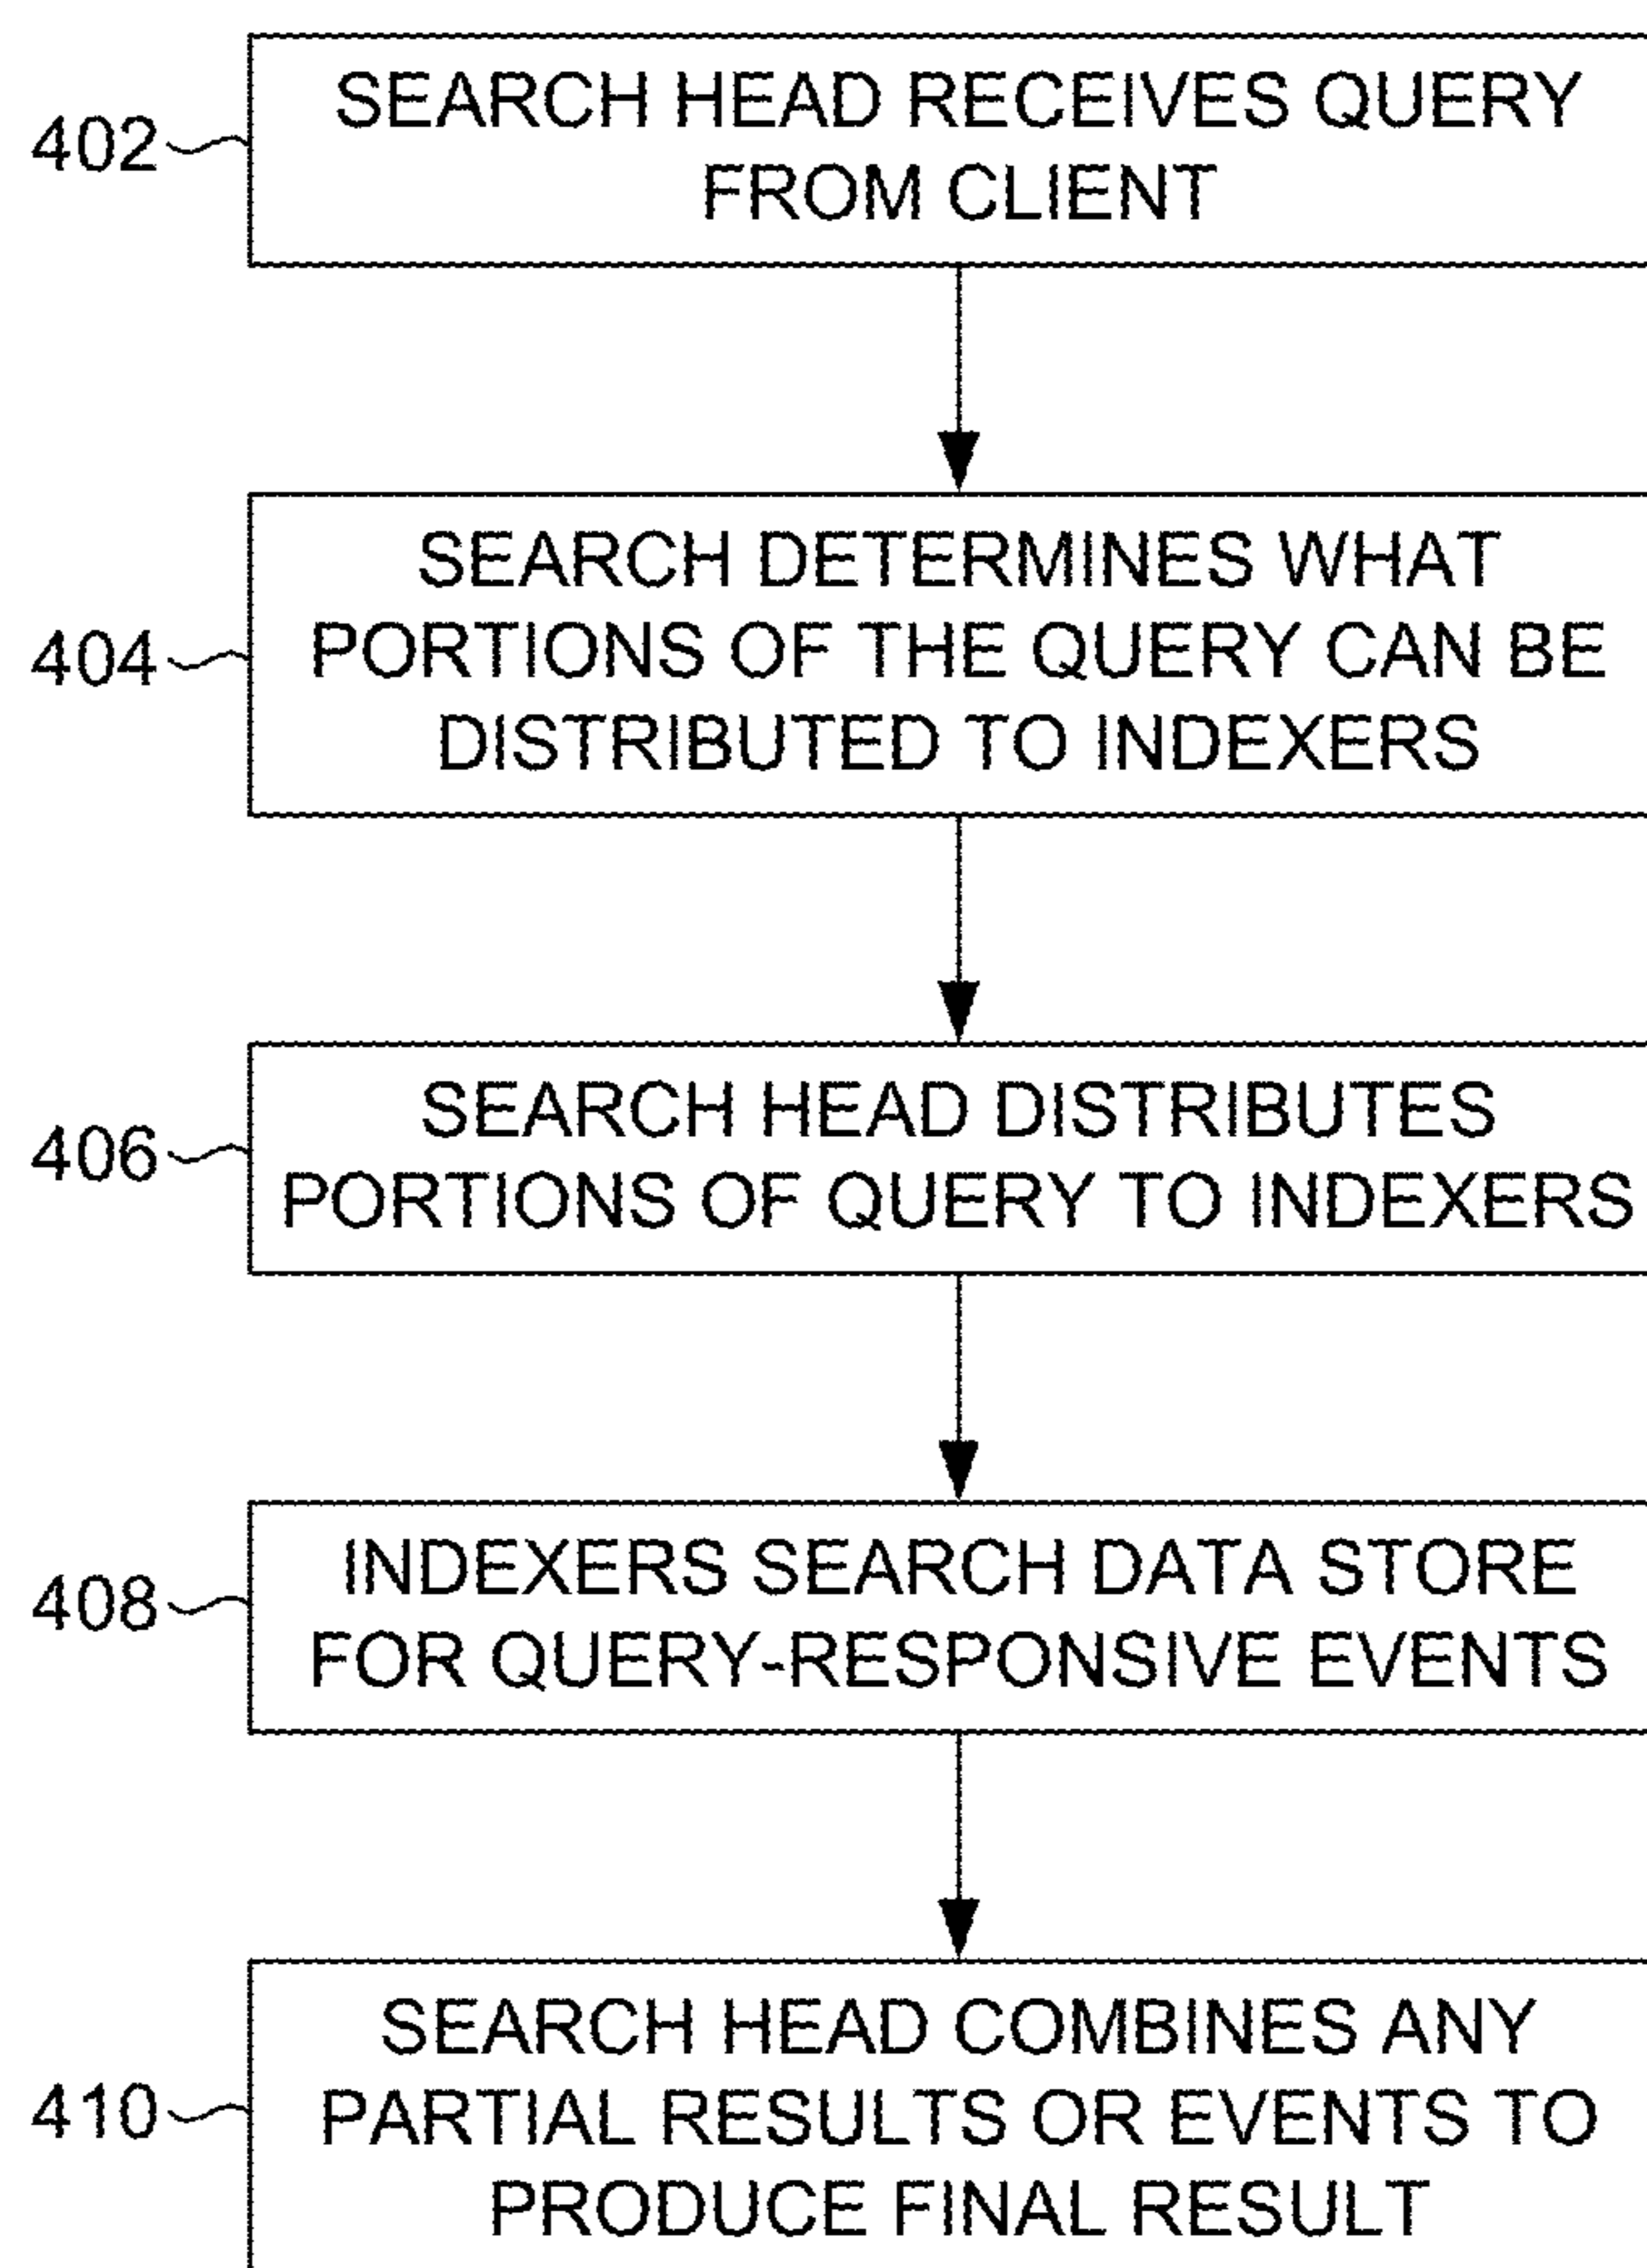 SEARCH HEAD RECEIVES QUERY
402
FROM CLIENT
SEARCH DETERMINES WHAT
404
PORTIONS OF THE QUERY CAN BE
DISTRIBUTED TO INDEXERS
SEARCH HEAD DISTRIBUTES
406
PORTIONS OF QUERY TO INDEXERS
INDEXERS SEARCH DATA STORE
408
FOR QUERY-RESPONSIVE EVENTS
SEARCH HEAD COMBINES ANY
410
PARTIAL RESULTS OR EVENTS TO
PRODUCE FINAL RESULT